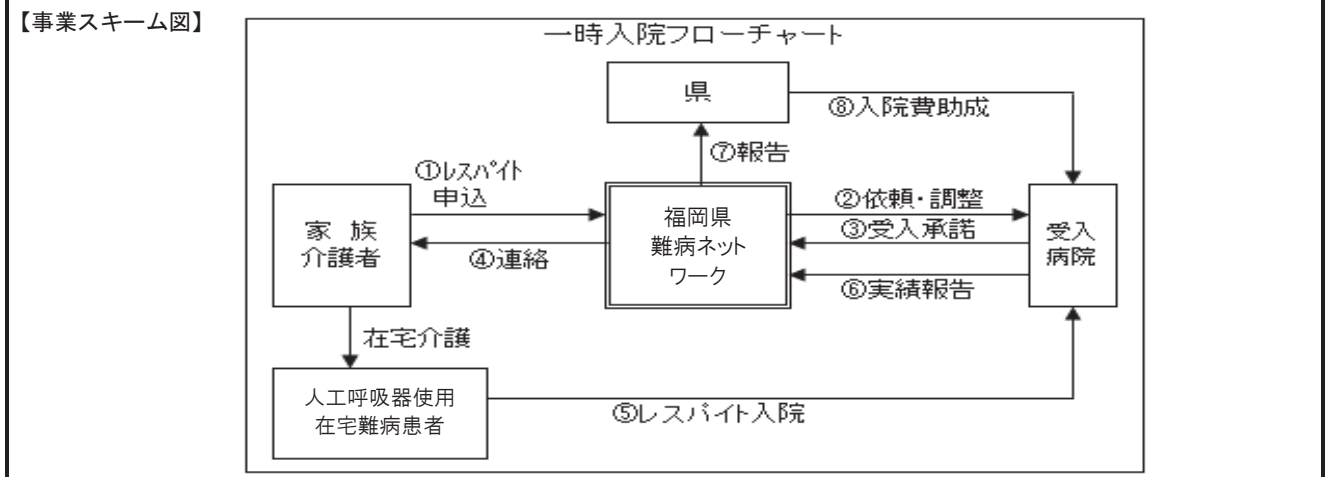 【事業スキーム図】
一時入院フローチャート
県
⑧入院費助成
⑦報告
①レスパイト
申込
福岡県
難病ネット
ワーク
②依頼・調整
③受入承諾
家 族
介護者
④連絡
受入
病院
⑥実績報告
在宅介護
人工呼吸器使用
在宅難病患者
⑤レスパイト入院